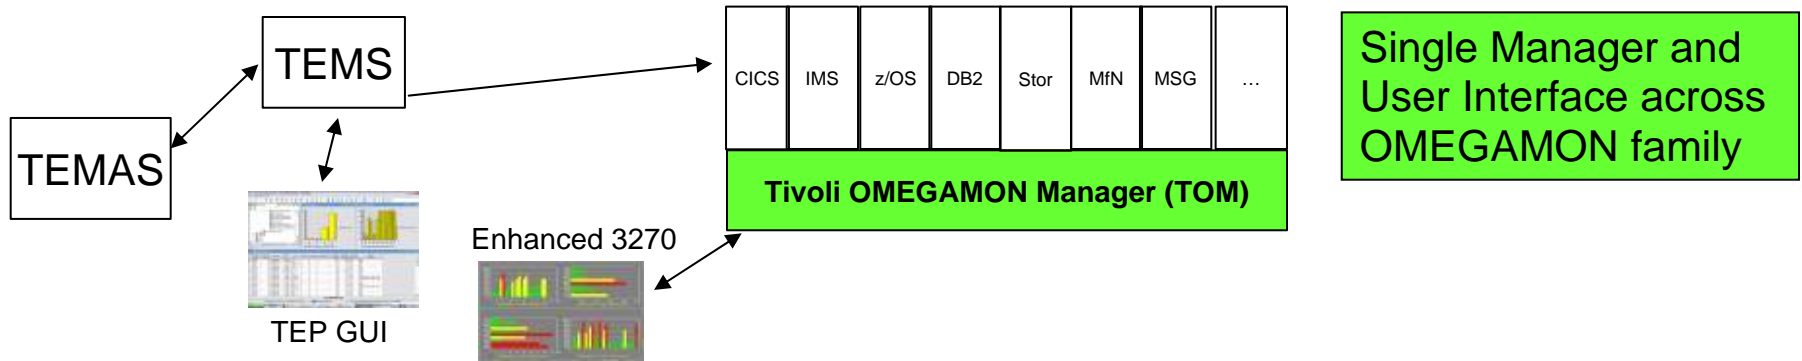 TEMAS
TEMS
TEP GUI
Enhanced 3270
CICS
IMS
z/OS
DB2
Stor
MfN
MSG
…
Tivoli OMEGAMON Manager (TOM)
Single Manager and
User Interface across
OMEGAMON family